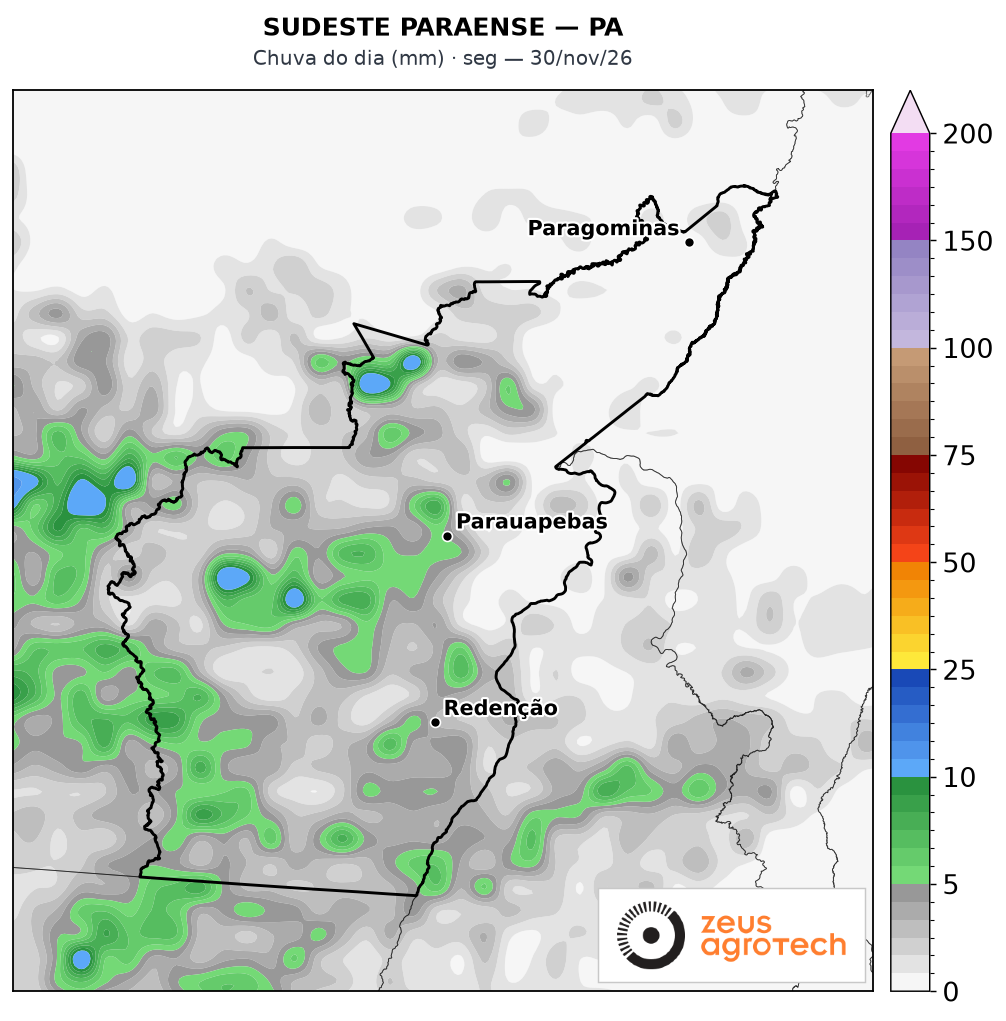 SUDESTE PARAENSE — PA
Chuva do dia (mm) · seg — 30/nov/26
200
150
100
75
50
25
10
5
0
Paragominas
Parauapebas
Redenção
zeus
agrotech